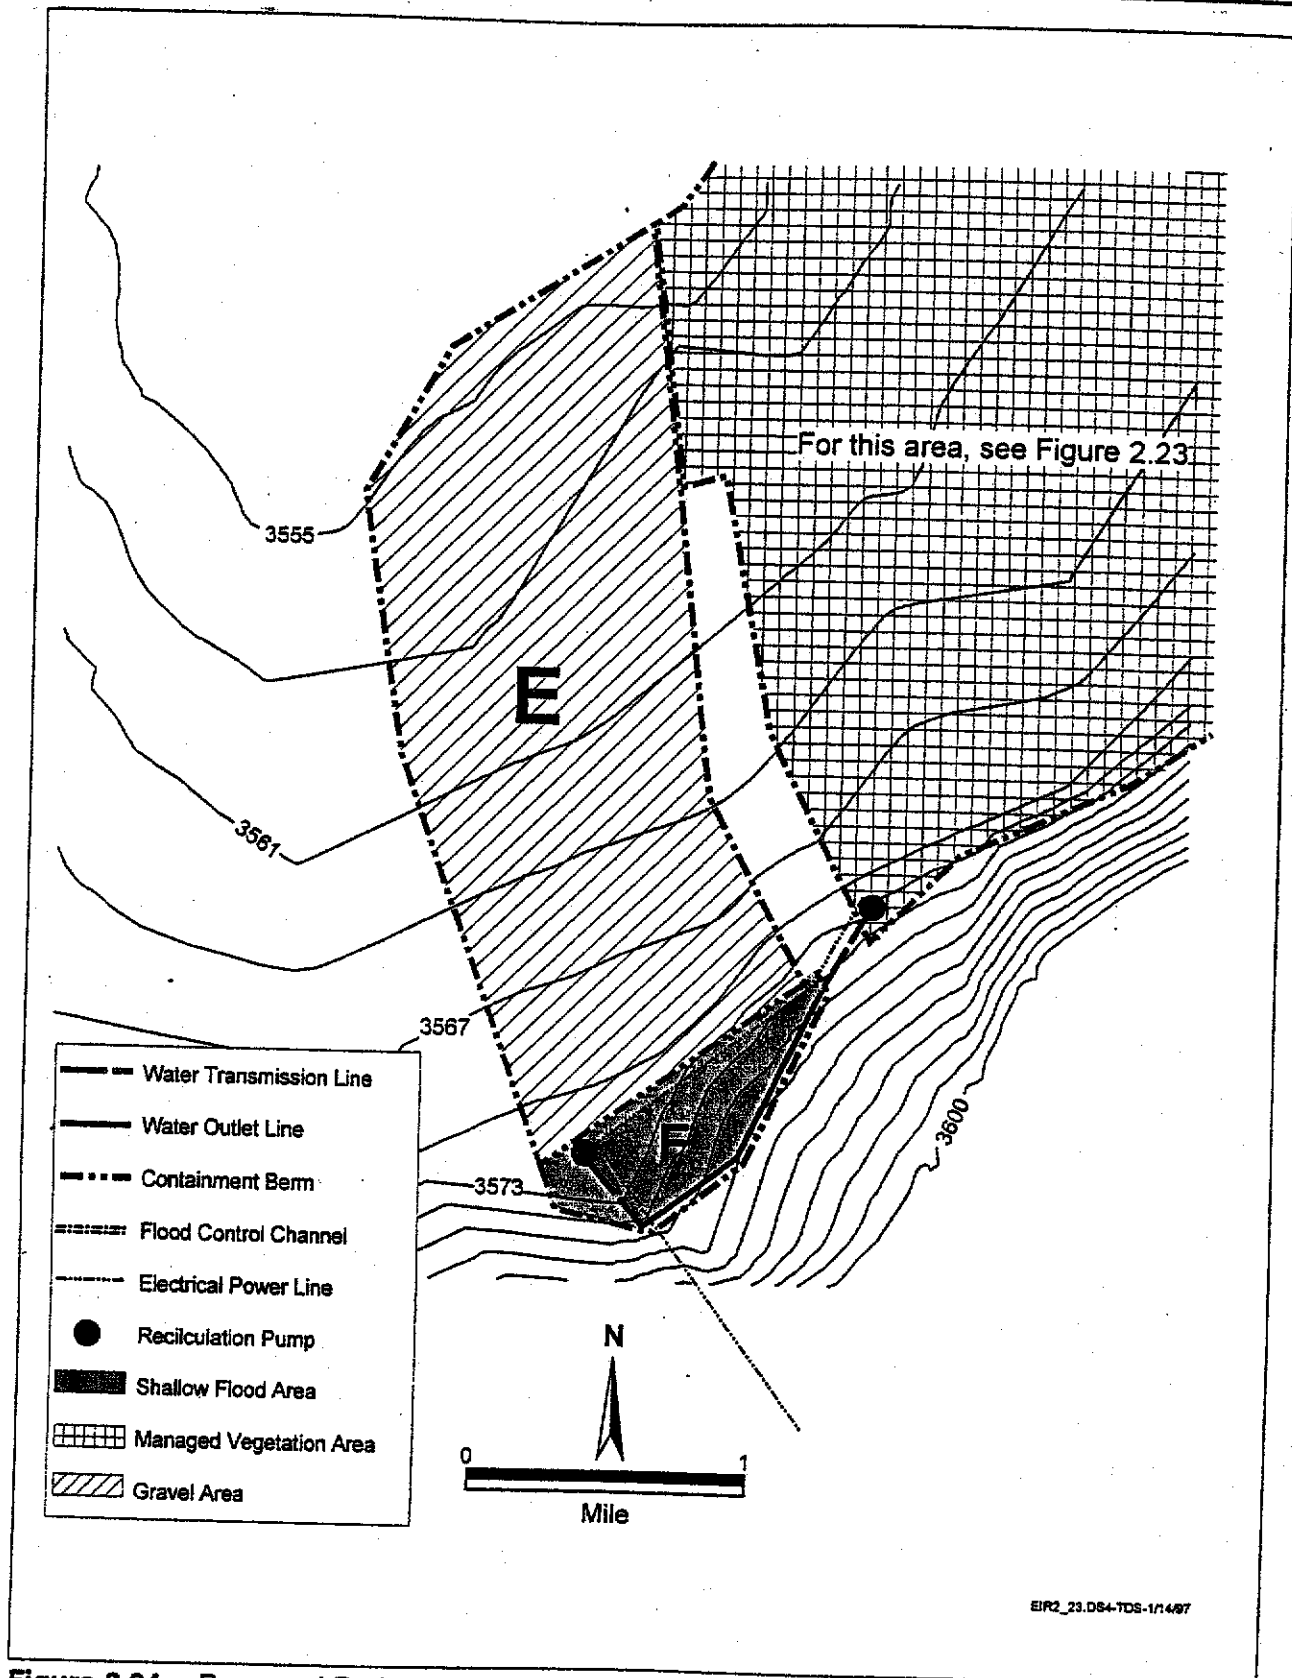 For this area, see Figure 2.23
3555
E
3561
3567
3600
F
3573
Water Transmission Line
Water Outlet Line
Containment Berm
Flood Control Channel
Electrical Power Line
Recilculation Pump
Shallow Flood Area
Managed Vegetation Area
Gravel Area
N
0 1
Mile
EIR2_23.DS4-TDS-1/14/97